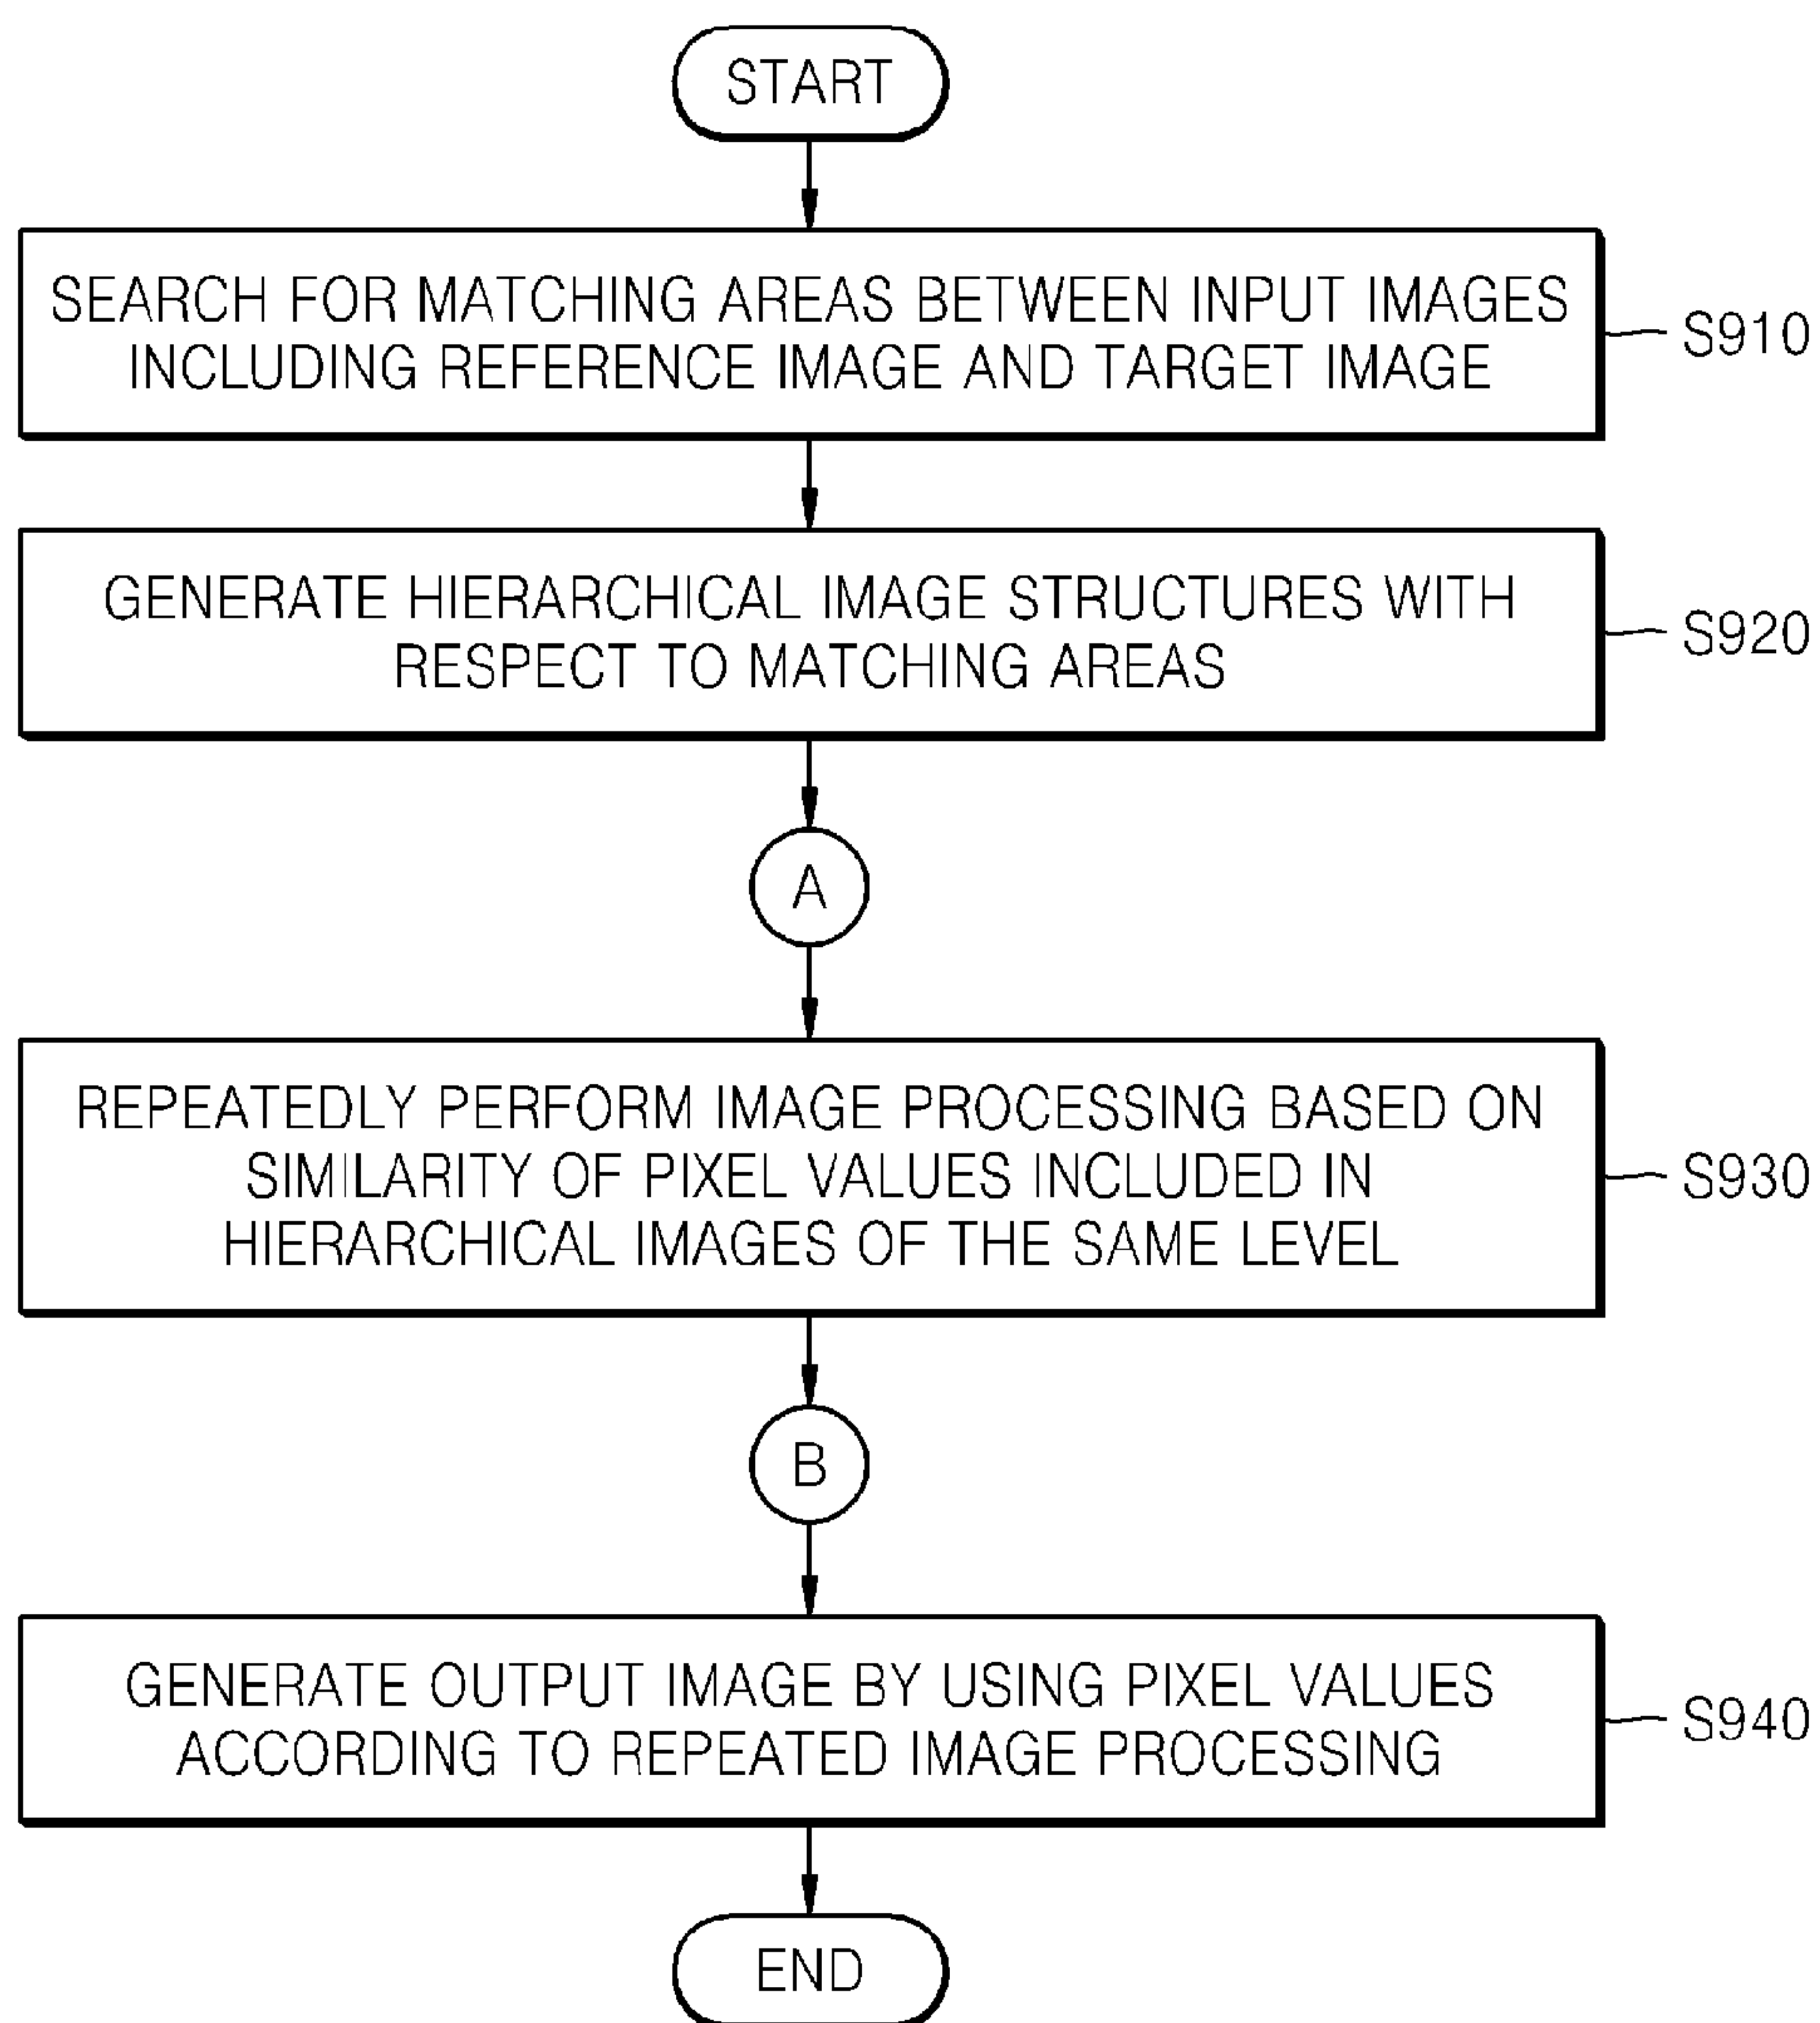 START
SEARCH FOR MATCHING AREAS BETWEEN INPUT IMAGES
INCLUDING REFERENCE IMAGE AND TARGET IMAGE
S910
GENERATE HIERARCHICAL IMAGE STRUCTURES WITH
RESPECT TO MATCHING AREAS
S920
A
REPEATEDLY PERFORM IMAGE PROCESSING BASED ON
SIMILARITY OF PIXEL VALUES INCLUDED IN
HIERARCHICAL IMAGES OF THE SAME LEVEL
S930
B
GENERATE OUTPUT IMAGE BY USING PIXEL VALUES
ACCORDING TO REPEATED IMAGE PROCESSING
S940
END